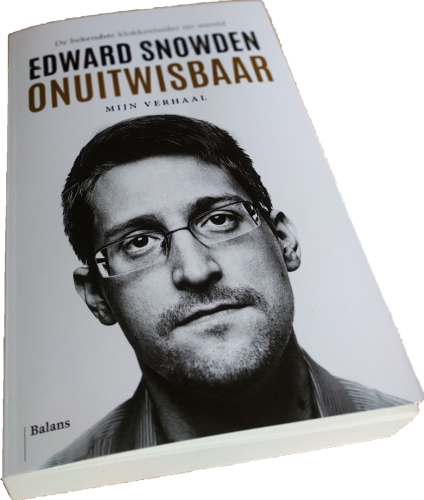 De bekendste klokkenluider ter wereld
EDWARD SNOWDEN
ONUITWISBAAR
MIJN VERHAAL
Balans